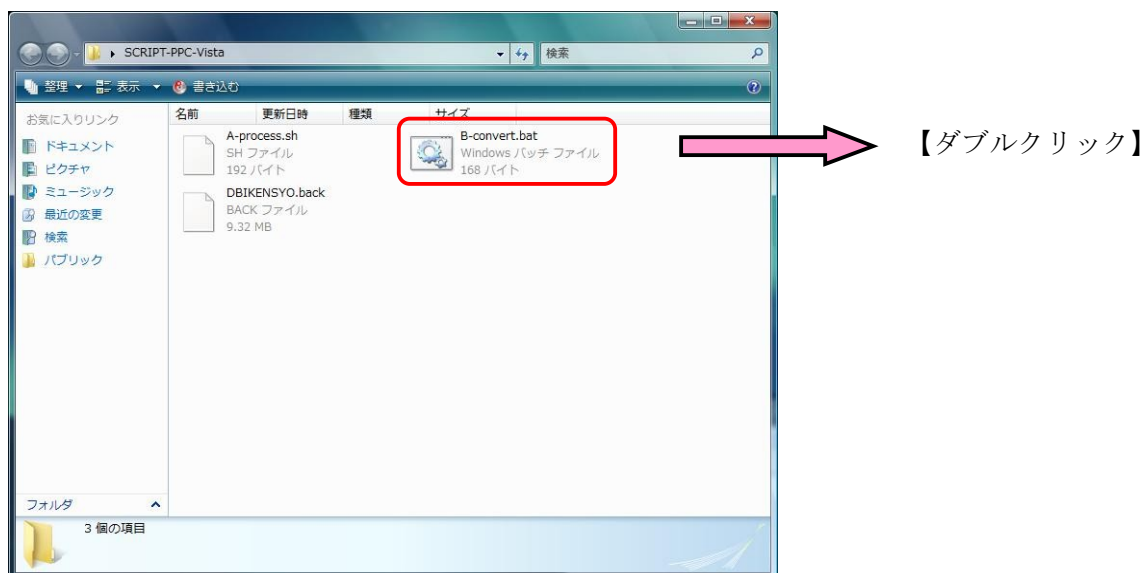 SCRIPT-PPC-Vista
検索
整理
表示
書き込む
お気に入りリンク
ドキュメント
ピクチャ
ミュージック
最近の変更
検索
パブリック
フォルダ
名前 更新日時 種類 サイズ
A-process.sh
SH ファイル
192 バイト
B-convert.bat
Windows バッチ ファイル
168 バイト
DBIKENSYO.back
BACK ファイル
9.32 MB
3 個の項目
【ダブルクリック】